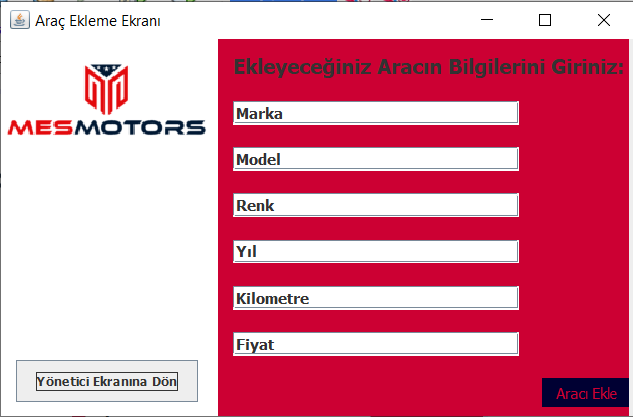 Araç Ekleme Ekranı
MESMOTORS
Ekleyeceğiniz Aracın Bilgilerini Giriniz:
Marka
Model
Renk
Yıl
Kilometre
Fiyat
Yönetici Ekranına Dön
Aracı Ekle